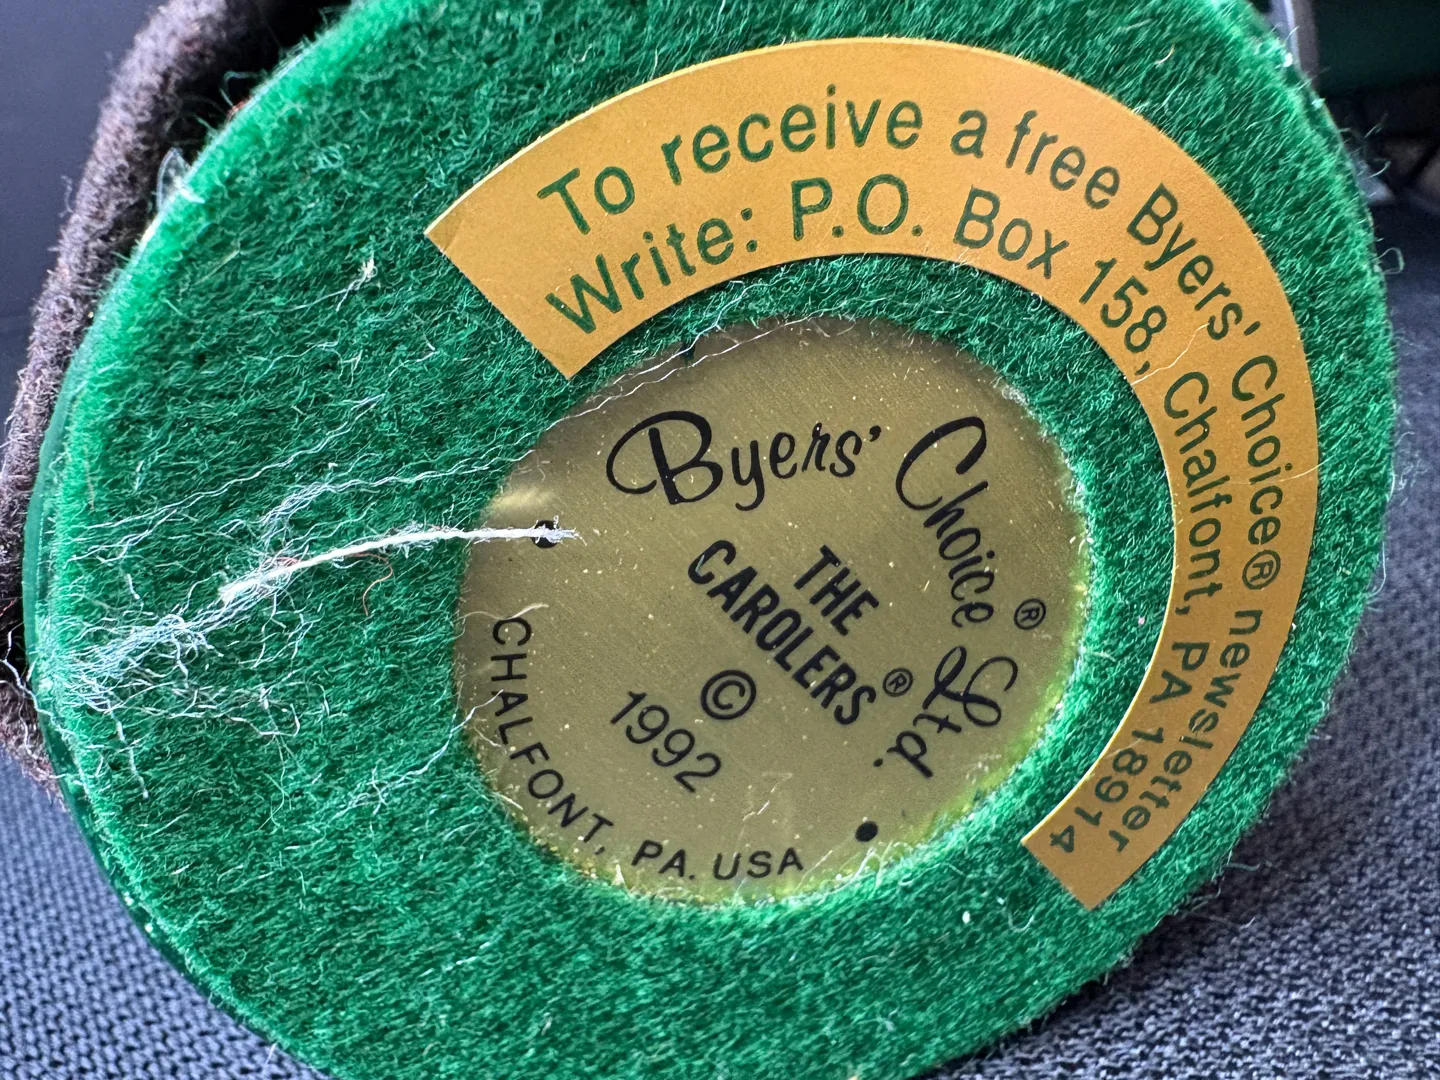 To receive a free Byers' Choice® newsletter
Write: P.O. Box 158, Chalfont, PA 18914
Byers' Choice® Ltd.
THE
CAROLERS®
©
1992
CHALFONT, PA. USA